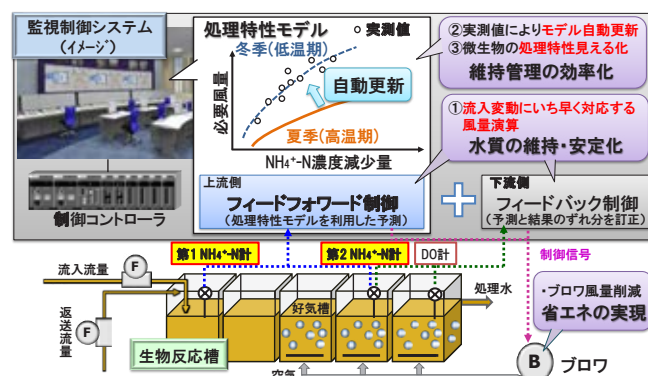 監視制御システム
(イメージ)
処理特性モデル
実測値
冬季(低温期)
自動更新
夏季(高温期)
必要風量
NH₄⁺-N濃度減少量
②実測値によりモデル自動更新
③微生物の処理特性見える化
維持管理の効率化
①流入変動にいち早く対応する
風量演算
水質の維持・安定化
制御コントローラ
上流側
フィードフォワード制御
(処理特性モデルを利用した予測)
下流側
フィードバック制御
(予測と結果のずれ分を訂正)
第1 NH₄⁺-N計
第2 NH₄⁺-N計
DO計
制御信号
流入流量
F
返送流量
F
好気槽
処理水
生物反応槽
空気
・ブロワ風量削減
省エネの実現
B
ブロワ